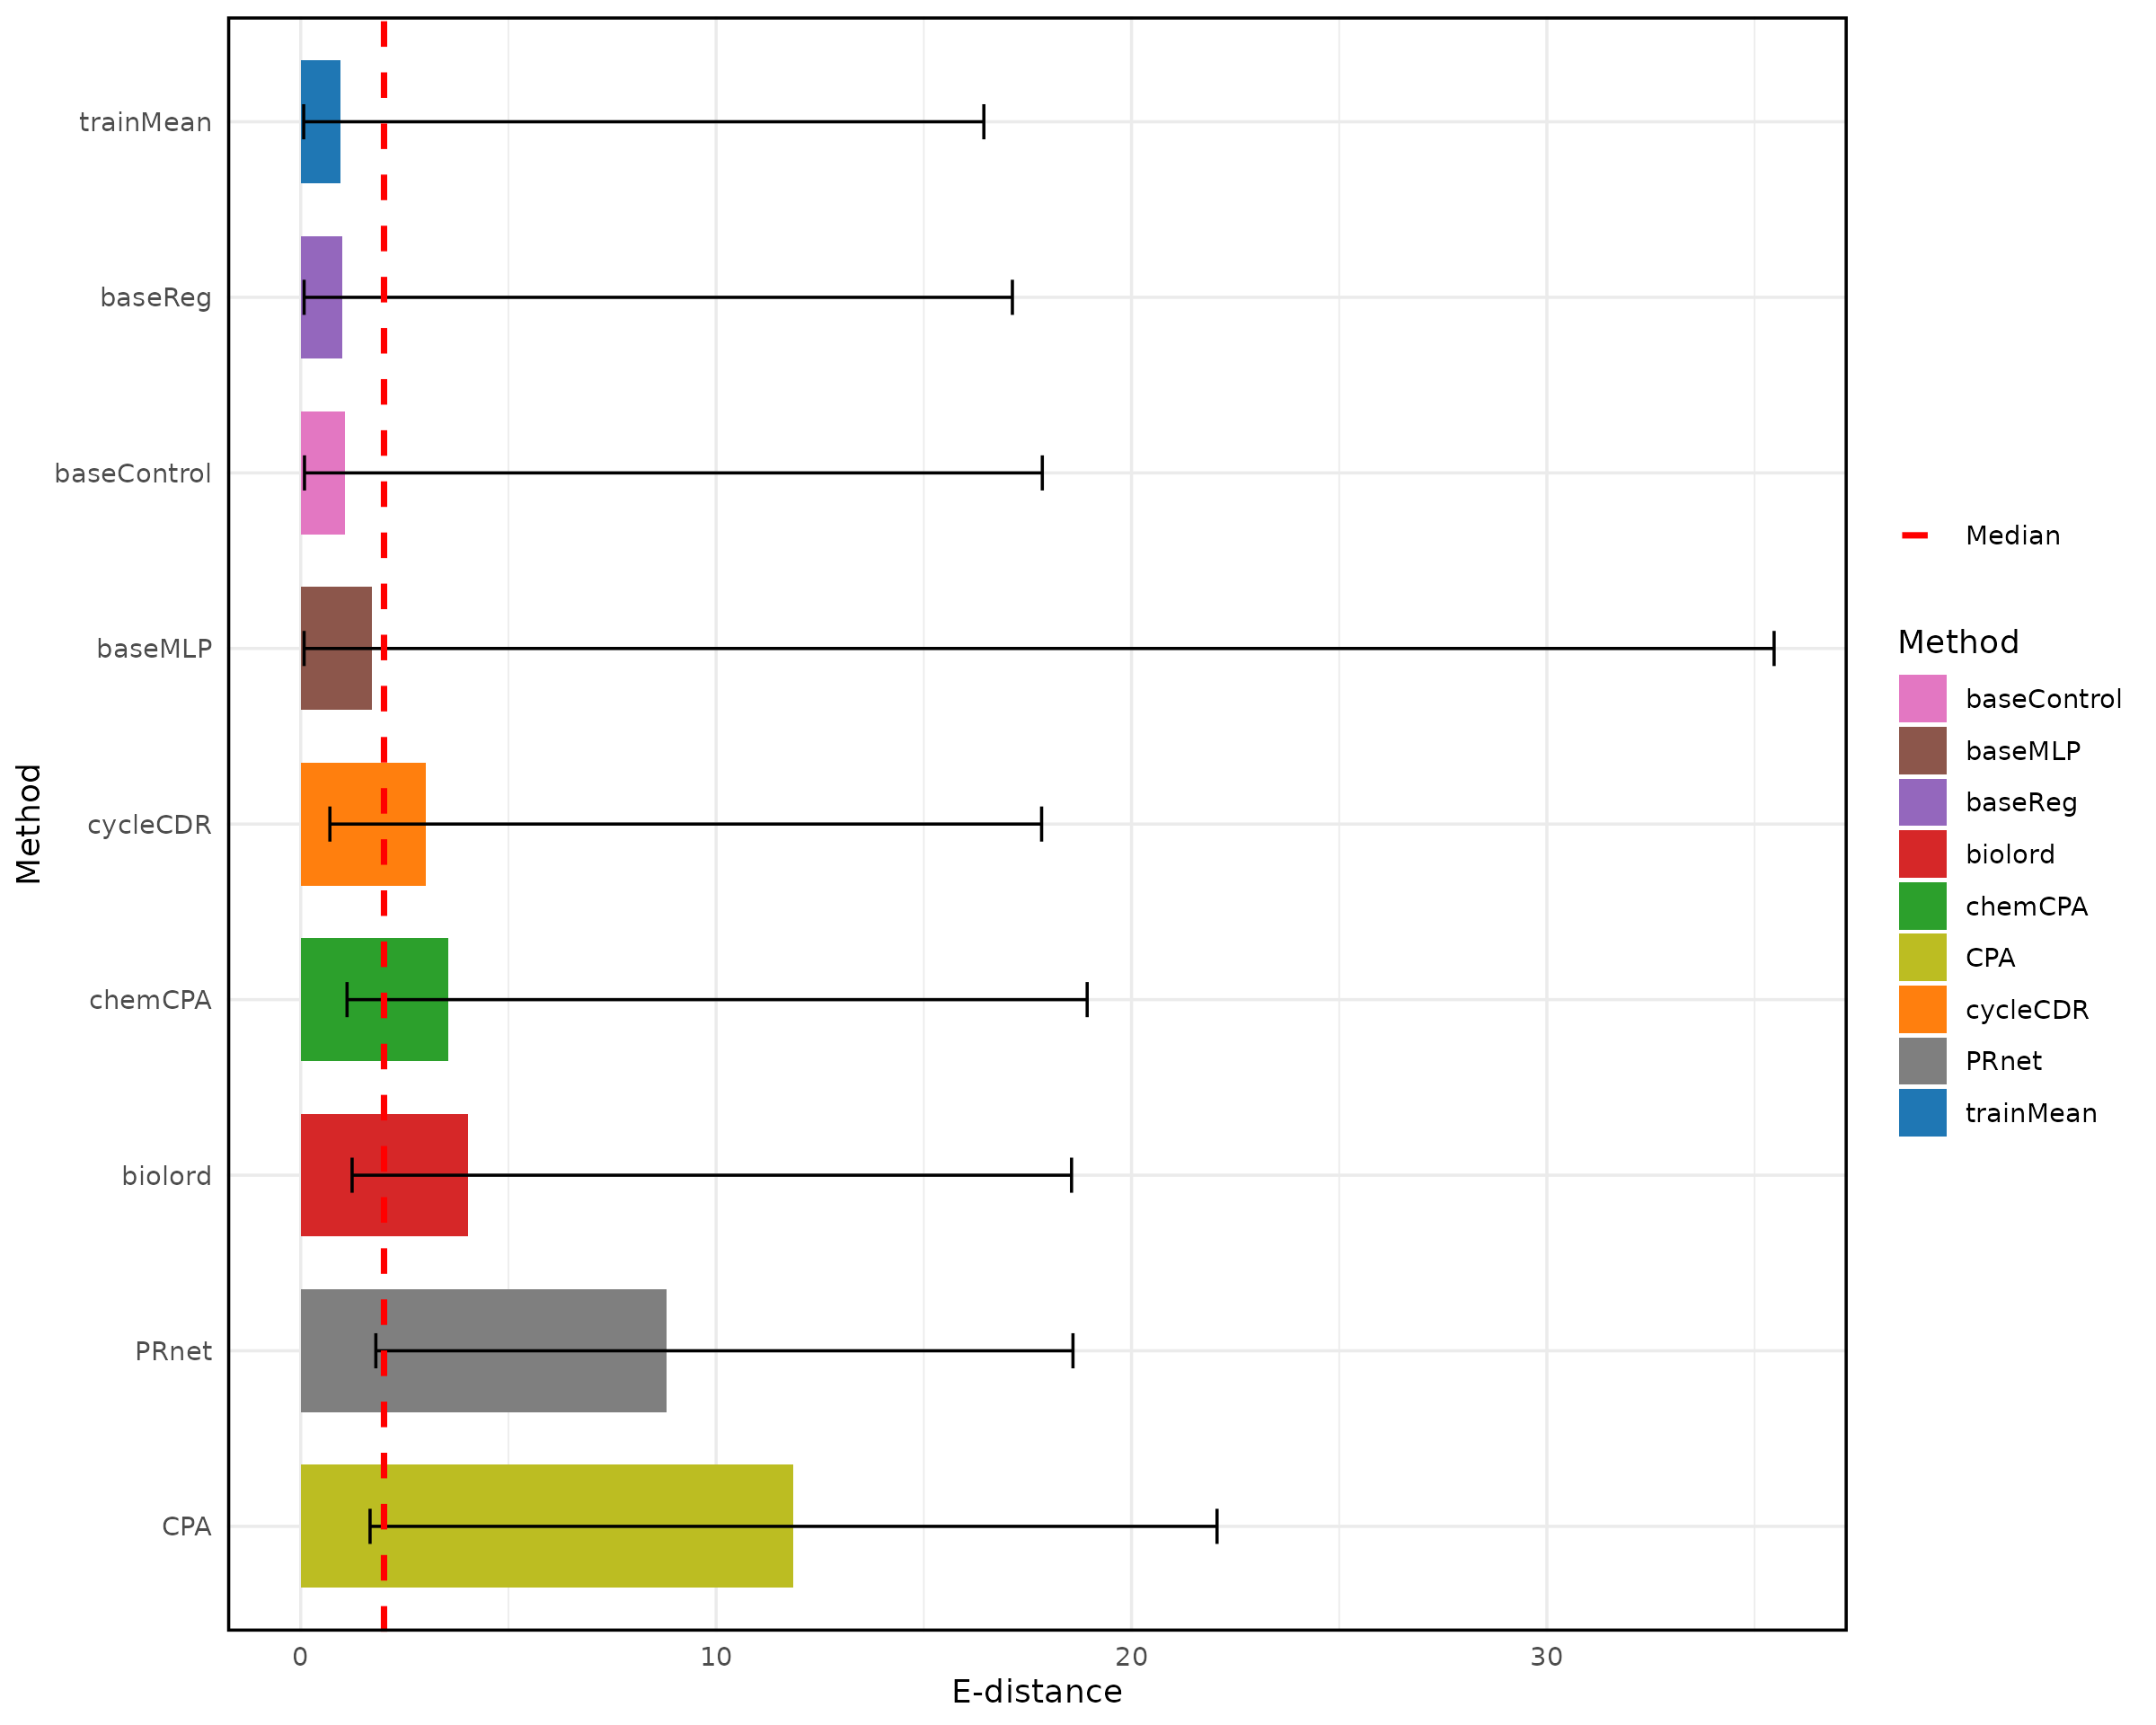 trainMean
baseReg
baseControl
baseMLP
cycleCDR
chemCPA
biolord
PRnet
CPA
Method
0 10 20 30
E-distance
Median
Method
baseControl
baseMLP
baseReg
biolord
chemCPA
CPA
cycleCDR
PRnet
trainMean